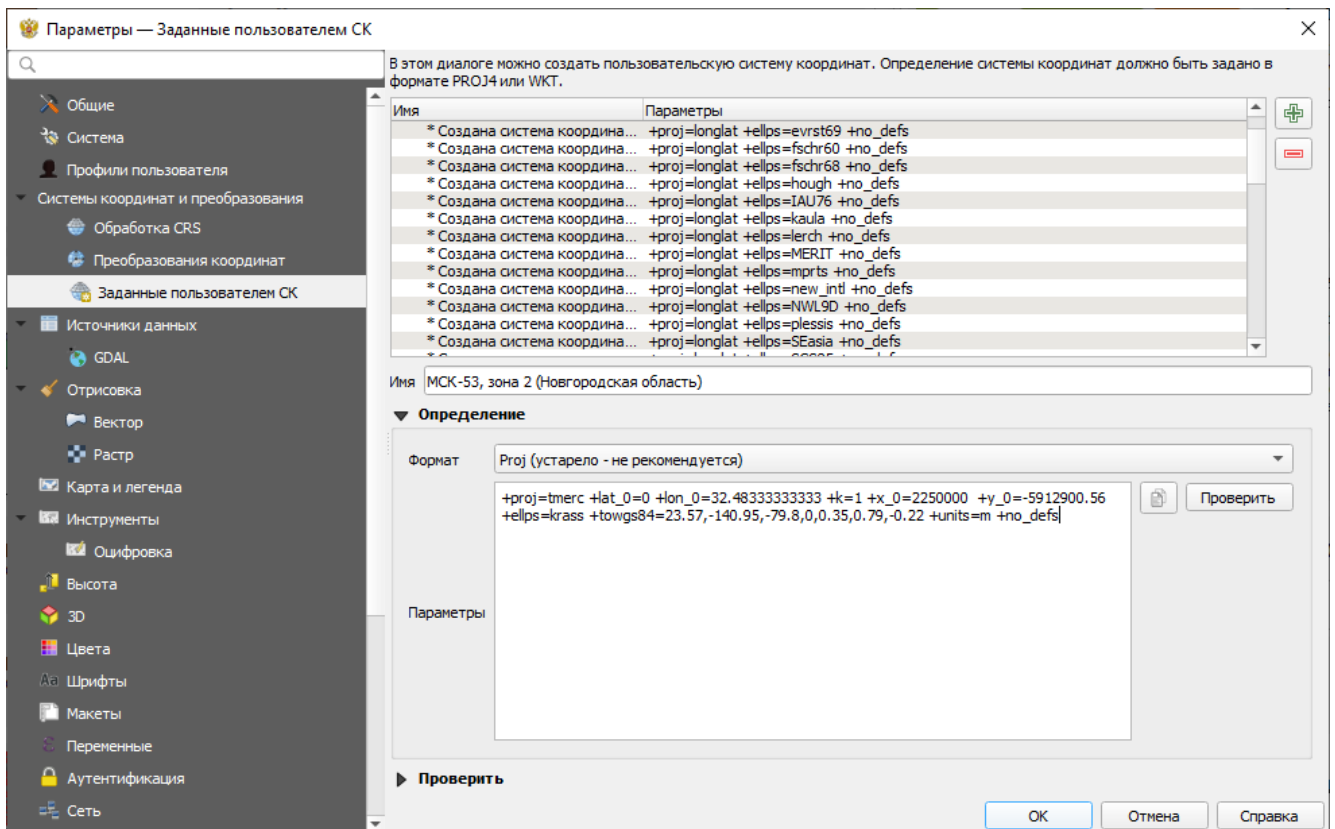 Параметры — Заданные пользователем СК
В этом диалоге можно создать пользовательскую систему координат. Определение системы координат должно быть задано в
формате PROJ4 или WKT.
Общие
Система
Профили пользователя
Системы координат и преобразования
Обработка CRS
Преобразования координат
Заданные пользователем СК
Источники данных
GDAL
Отрисовка
Вектор
Растр
Карта и легенда
Инструменты
Оцифровка
Высота
3D
Цвета
Шрифты
Макеты
Переменные
Аутентификация
Сеть
Имя Параметры
* Создана система координа... +proj=longlat +ellps=evrst69 +no_defs
* Создана система координа... +proj=longlat +ellps=fschr60 +no_defs
* Создана система координа... +proj=longlat +ellps=fschr68 +no_defs
* Создана система координа... +proj=longlat +ellps=hough +no_defs
* Создана система координа... +proj=longlat +ellps=IAU76 +no_defs
* Создана система координа... +proj=longlat +ellps=kaula +no_defs
* Создана система координа... +proj=longlat +ellps=lerch +no_defs
* Создана система координа... +proj=longlat +ellps=MERIT +no_defs
* Создана система координа... +proj=longlat +ellps=mprts +no_defs
* Создана система координа... +proj=longlat +ellps=new_intl +no_defs
* Создана система координа... +proj=longlat +ellps=NWL9D +no_defs
* Создана система координа... +proj=longlat +ellps=plessis +no_defs
* Создана система координа... +proj=longlat +ellps=SEasia +no_defs
Имя МСК-53, зона 2 (Новгородская область)
Определение
Формат Proj (устарело - не рекомендуется)
Параметры
+proj=tmerc +lat_0=0 +lon_0=32.48333333333 +k=1 +x_0=2250000 +y_0=-5912900.56
+ellps=krass +towgs84=23.57,-140.95,-79.8,0,0.35,0.79,-0.22 +units=m +no_defs
Проверить
Проверить
OK Отмена Справка